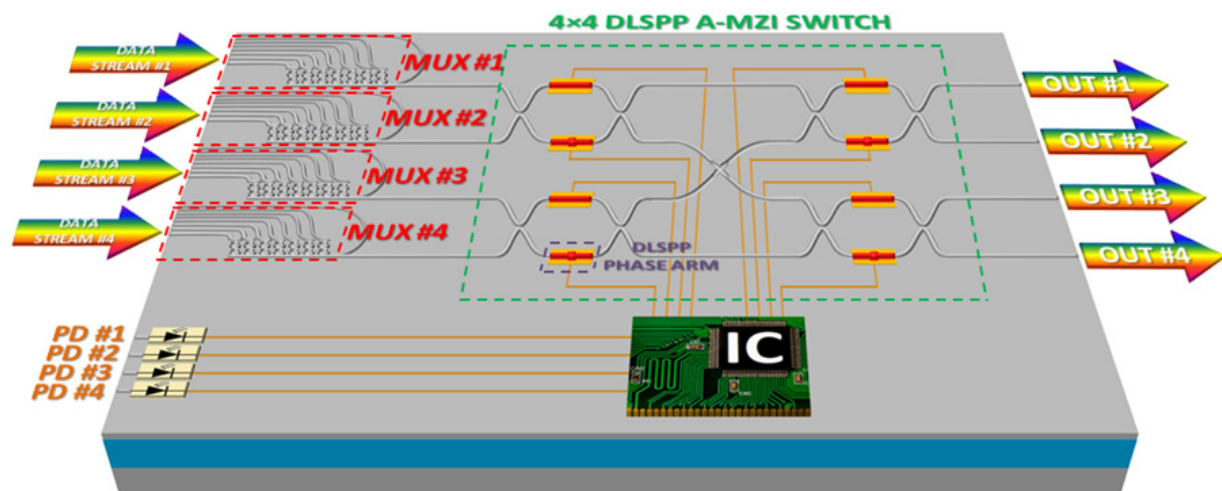 4×4 DLSPP A-MZI SWITCH
DATA
STREAM #1
MUX #1
OUT #1
DATA
STREAM #2
MUX #2
OUT #2
DATA
STREAM #3
MUX #3
OUT #3
DATA
STREAM #4
MUX #4
OUT #4
DLSPP
PHASE ARM
PD #1
PD #2
PD #3
PD #4
IC